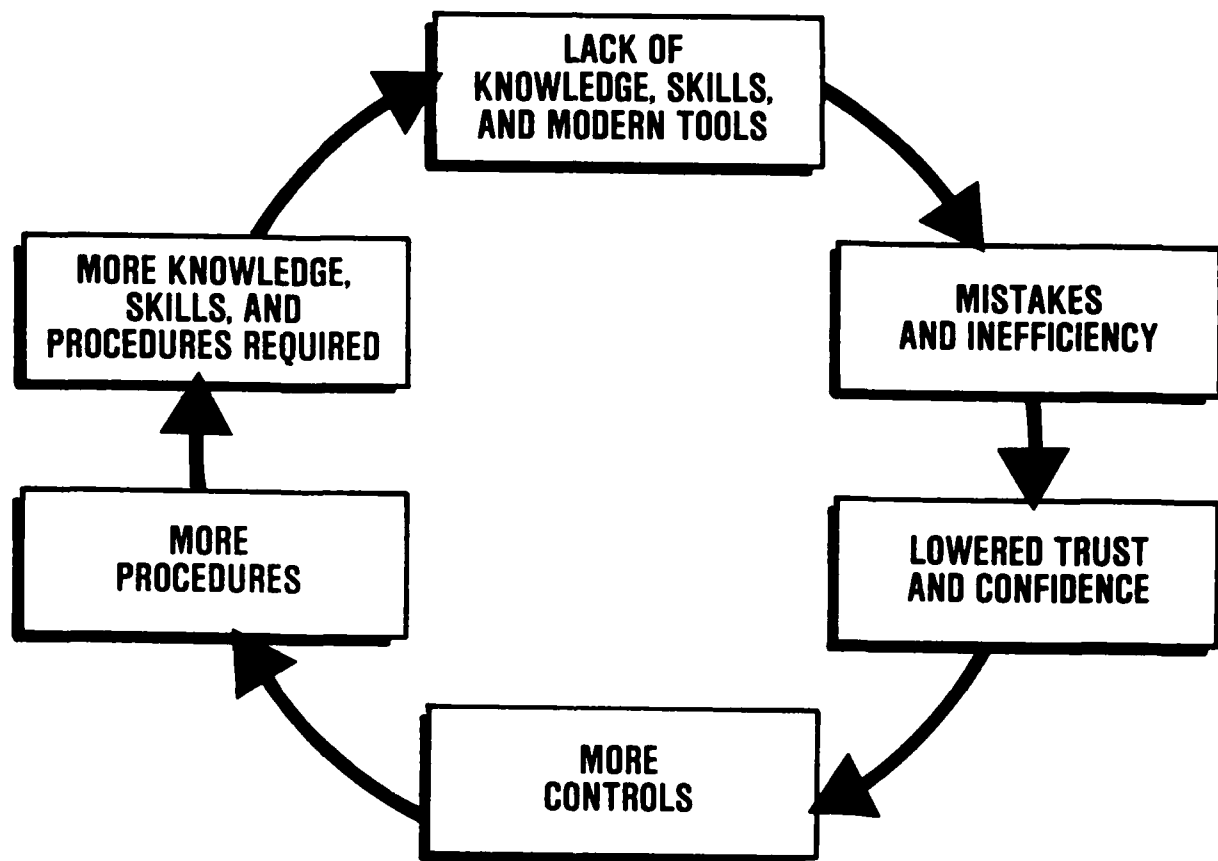 LACK OF
KNOWLEDGE, SKILLS,
AND MODERN TOOLS
MISTAKES
AND INEFFICIENCY
LOWERED TRUST
AND CONFIDENCE
MORE
CONTROLS
MORE
PROCEDURES
MORE KNOWLEDGE,
SKILLS, AND
PROCEDURES REQUIRED